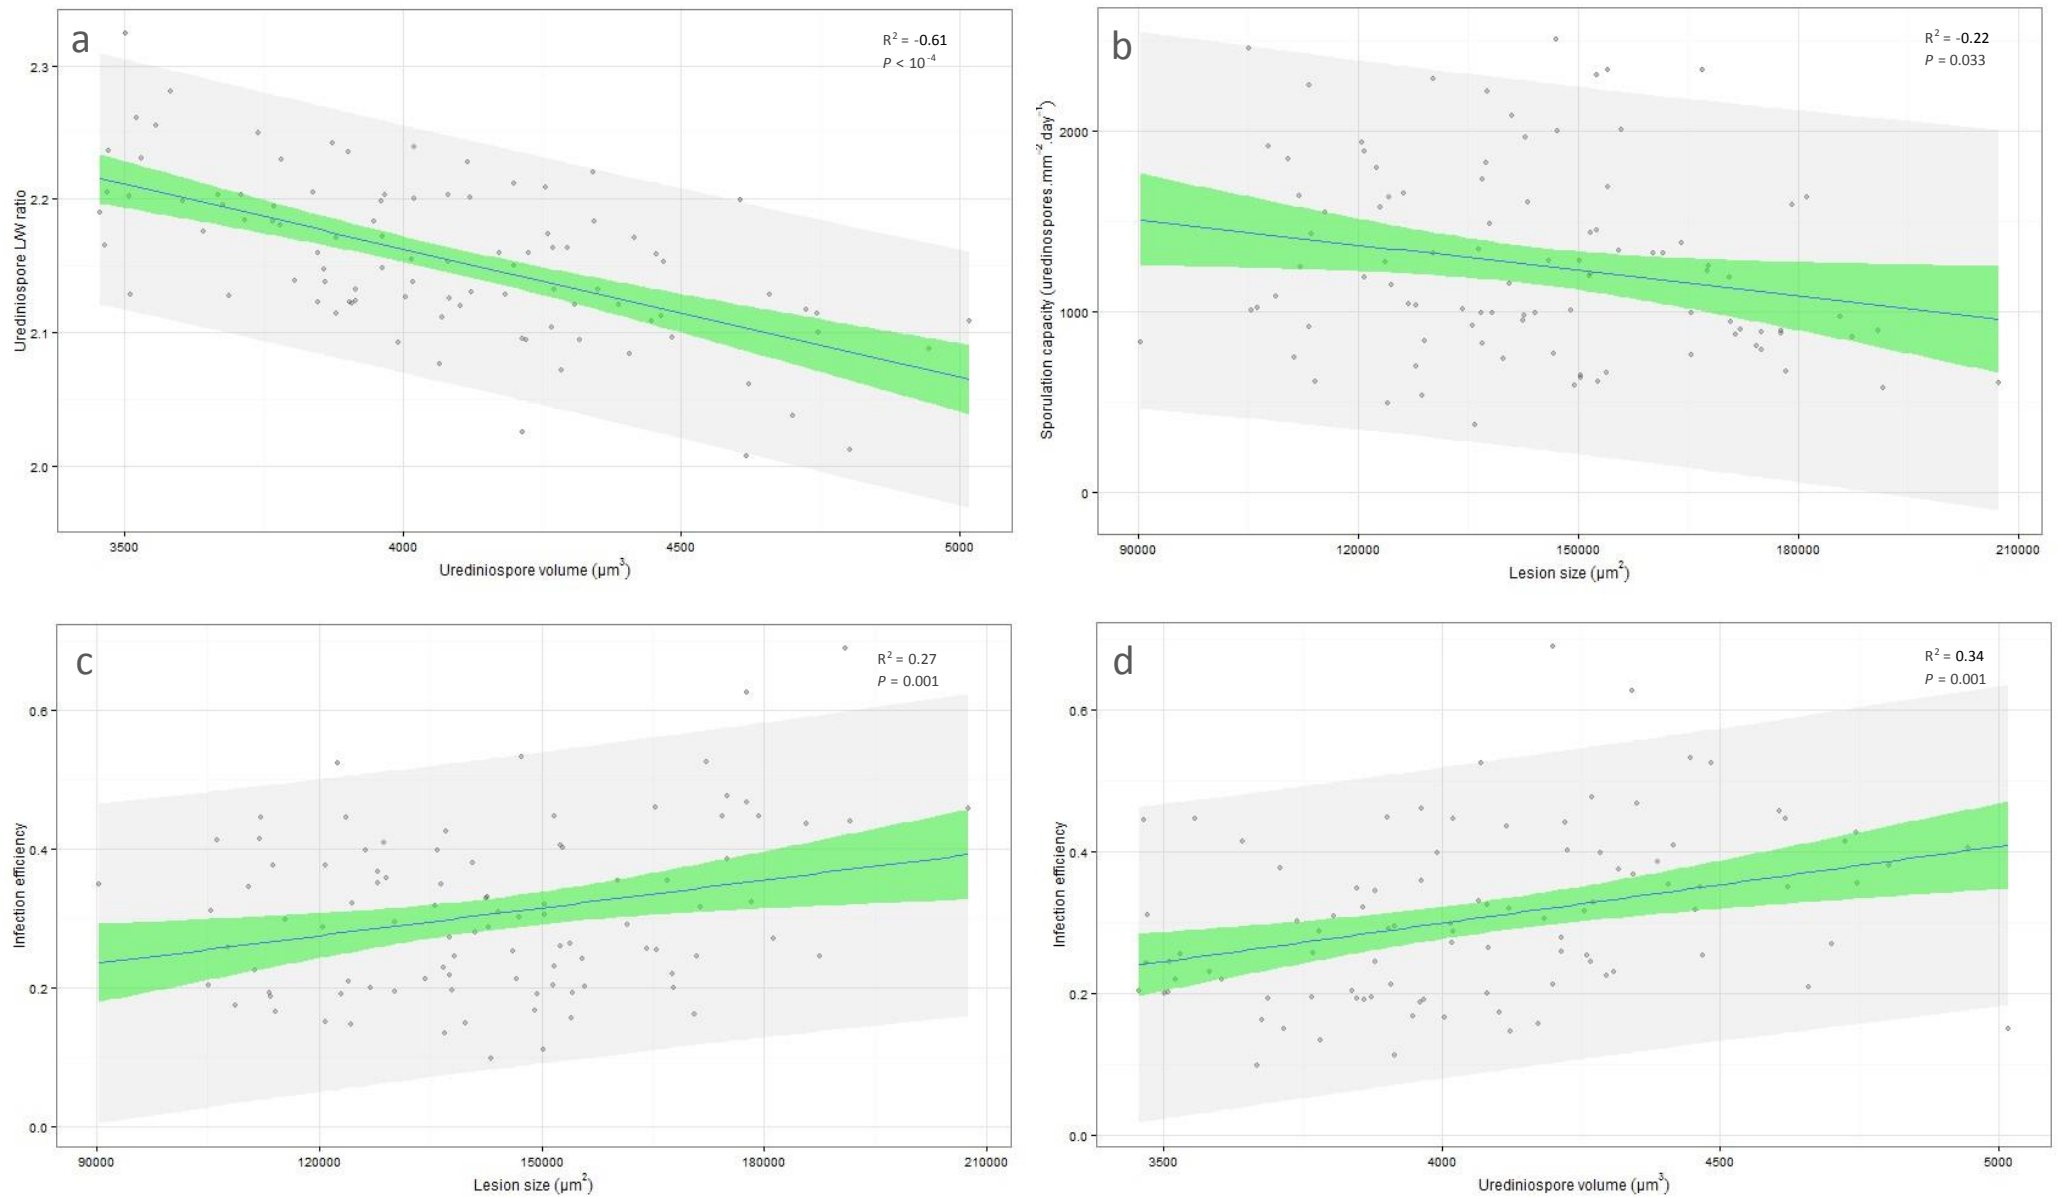 a
R² = -0.61
P < 10⁻⁴
2.3
2.2
2.1
2.0
Urediniospore L/W ratio
3500 4000 4500 5000
Urediniospore volume (µm³)
b
R² = -0.22
P = 0.033
2000
1000
0
Sporulation capacity (uredinospores.mm⁻².day⁻¹)
90000 120000 150000 180000 210000
Lesion size (µm²)
c
R² = 0.27
P = 0.001
0.6
0.4
0.2
0.0
Infection efficiency
90000 120000 150000 180000 210000
Lesion size (µm²)
d
R² = 0.34
P = 0.001
0.6
0.4
0.2
0.0
Infection efficiency
3500 4000 4500 5000
Urediniospore volume (µm³)